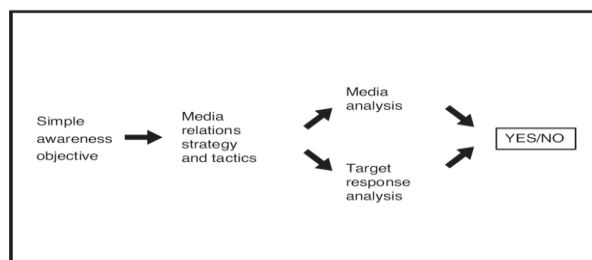 Simple
awareness
objective
Media
relations
strategy
and tactics
Media
analysis
Target
response
analysis
YES/NO